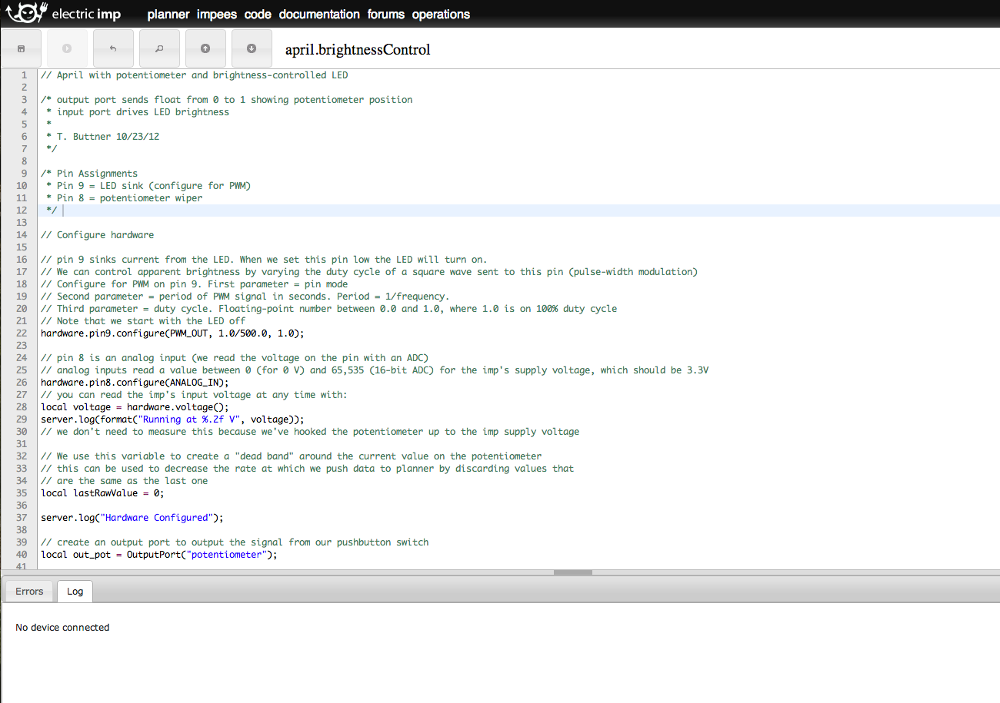 electric imp planner impees code documentation forums operations
april.brightnessControl
1 // April with potentiometer and brightness-controlled LED
2
3 /* output port sends float from 0 to 1 showing potentiometer position
4 * input port drives LED brightness
5 *
6 * T. Buttner 10/23/12
7 */
8
9 /* Pin Assignments
10 * Pin 9 = LED sink (configure for PWM)
11 * Pin 8 = potentiometer wiper
12 */
13
14 // Configure hardware
15
16 // pin 9 sinks current from the LED. When we set this pin low the LED will turn on.
17 // We can control apparent brightness by varying the duty cycle of a square wave sent to this pin (pulse-width modulation)
18 // Configure for PWM on pin 9. First parameter = pin mode
19 // Second parameter = period of PWM signal in seconds. Period = 1/frequency.
20 // Third parameter = duty cycle. Floating-point number between 0.0 and 1.0, where 1.0 is on 100% duty cycle
21 // Note that we start with the LED off
22 hardware.pin9.configure(PWM_OUT, 1.0/500.0, 1.0);
23
24 // pin 8 is an analog input (we read the voltage on the pin with an ADC)
25 // analog inputs read a value between 0 (for 0 V) and 65,535 (16-bit ADC) for the imp's supply voltage, which should be 3.3V
26 hardware.pin8.configure(ANALOG_IN);
27 // you can read the imp's input voltage at any time with:
28 local voltage = hardware.voltage();
29 server.log(format("Running at %.2f V", voltage));
30 // we don't need to measure this because we've hooked the potentiometer up to the imp supply voltage
31
32 // We use this variable to create a "dead band" around the current value on the potentiometer
33 // this can be used to decrease the rate at which we push data to planner by discarding values that
34 // are the same as the last one
35 local lastRawValue = 0;
36
37 server.log("Hardware Configured");
38
39 // create an output port to output the signal from our pushbutton switch
40 local out_pot = OutputPort("potentiometer");
41
Errors Log
No device connected